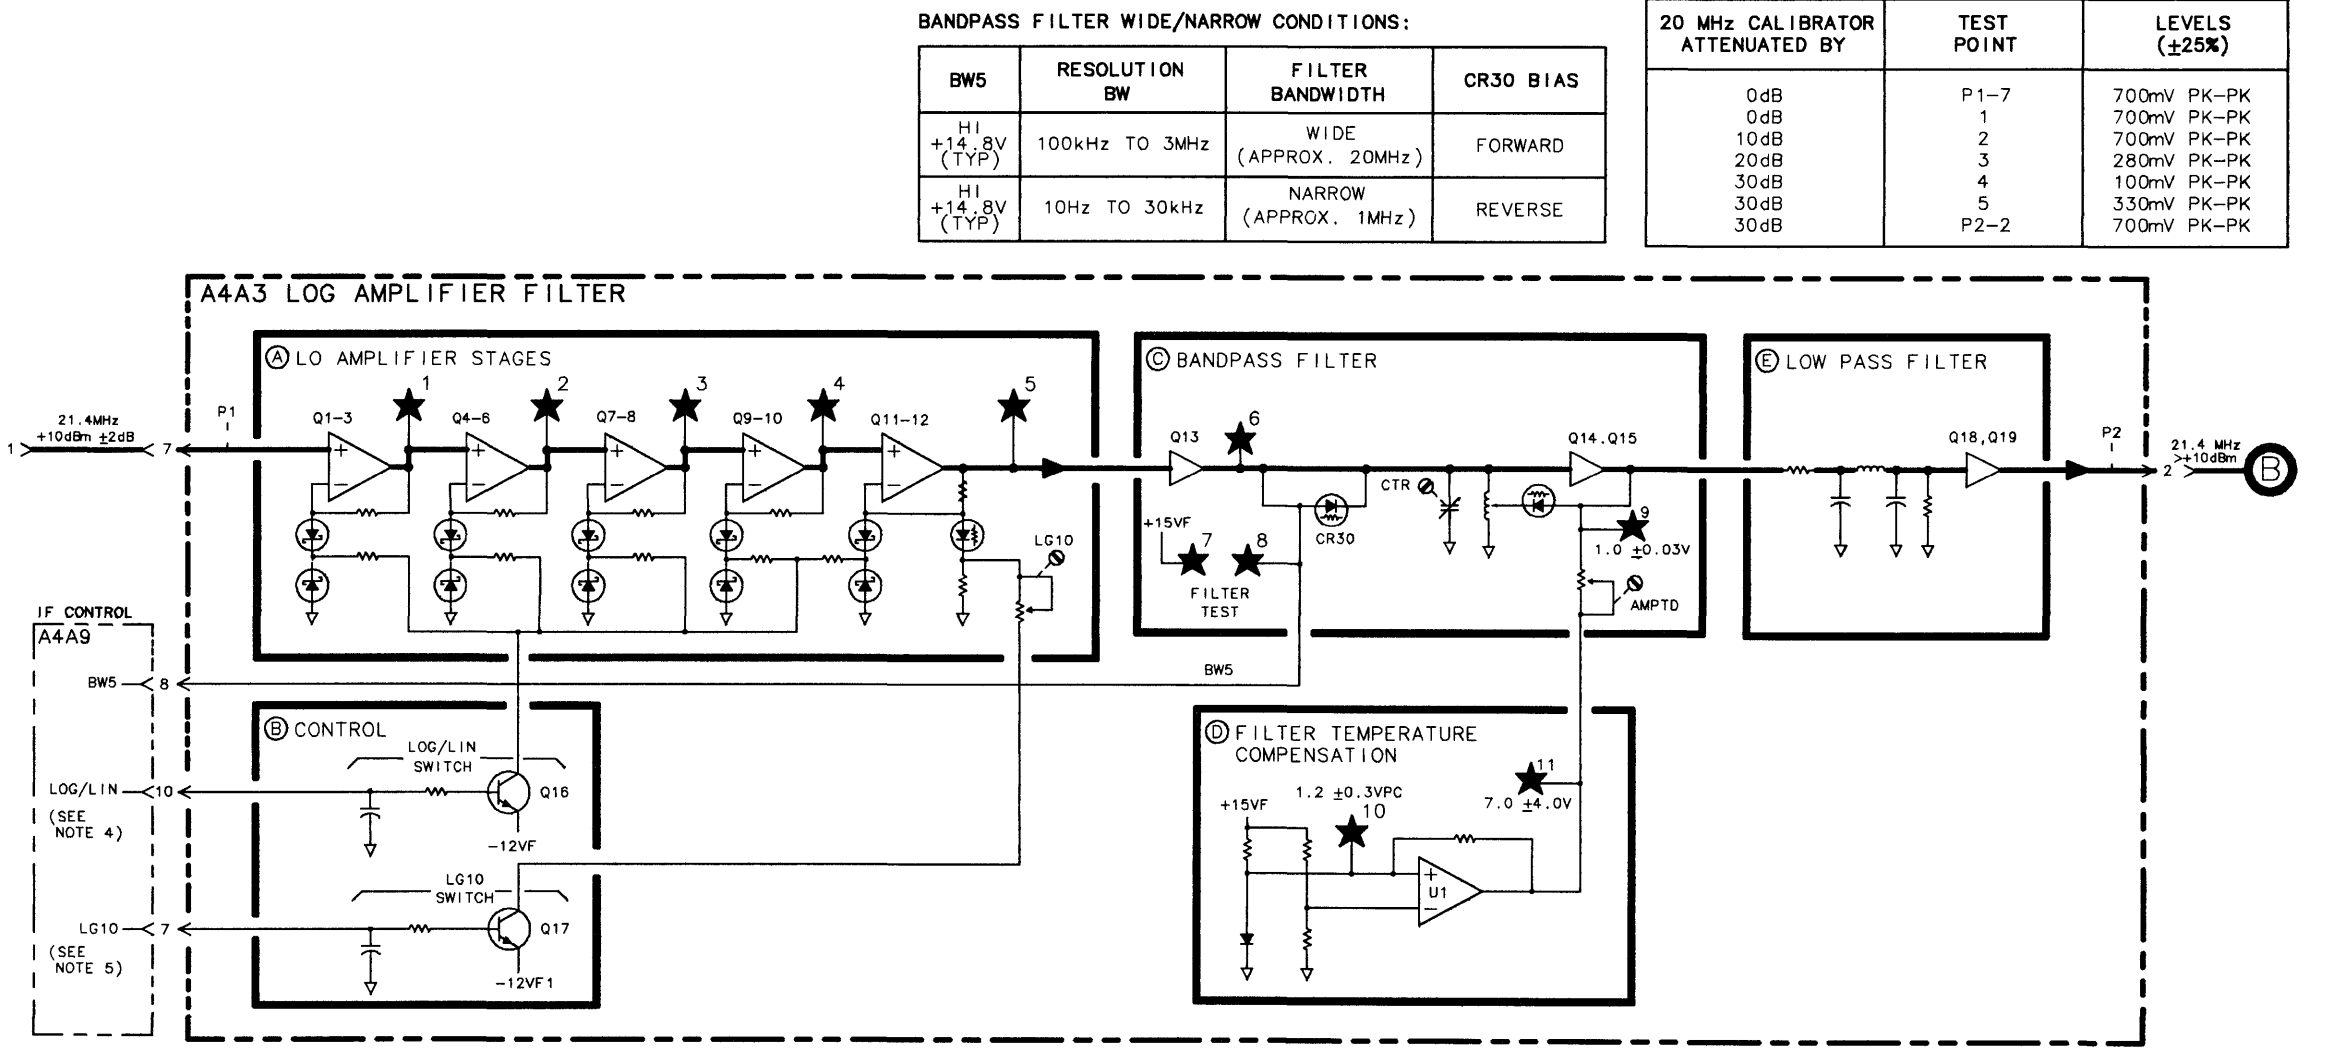 BANDPASS FILTER WIDE/NARROW CONDITIONS:
BW5
RESOLUTION
BW
FILTER
BANDWIDTH
CR30 BIAS
HI
+14.8V
(TYP)
100kHz TO 3MHz
WIDE
(APPROX. 20MHz)
FORWARD
HI
+14.8V
(TYP)
10Hz TO 30kHz
NARROW
(APPROX. 1MHz)
REVERSE
20 MHz CALIBRATOR
ATTENUATED BY
TEST
POINT
LEVELS
(±25%)
0dB P1-7 700mV PK-PK
0dB 1 700mV PK-PK
10dB 2 700mV PK-PK
20dB 3 280mV PK-PK
30dB 4 100mV PK-PK
30dB 5 330mV PK-PK
30dB P2-2 700mV PK-PK
A4A3 LOG AMPLIFIER FILTER
A LO AMPLIFIER STAGES
1
2
3
4
5
Q1-3
Q4-6
Q7-8
Q9-10
Q11-12
+
-
+
-
+
-
+
-
+
-
LG10
1
21.4MHz
+10dBm ±2dB
7
P1
C BANDPASS FILTER
Q13
6
Q14.Q15
CTR
+15VF
7
8
FILTER
TEST
CR30
9
1.0 ±0.03V
AMPTD
E LOW PASS FILTER
Q18,Q19
P2
2
21.4 MHz
>+10dBm
B
IF CONTROL
A4A9
BW5
8
BW5
LOG/LIN
10
(SEE
NOTE 4)
LG10
7
(SEE
NOTE 5)
B CONTROL
LOG/LIN
SWITCH
Q16
-12VF
LG10
SWITCH
Q17
-12VF1
D FILTER TEMPERATURE
COMPENSATION
+15VF
1.2 ±0.3VPC
10
11
7.0 ±4.0V
+
U1
-